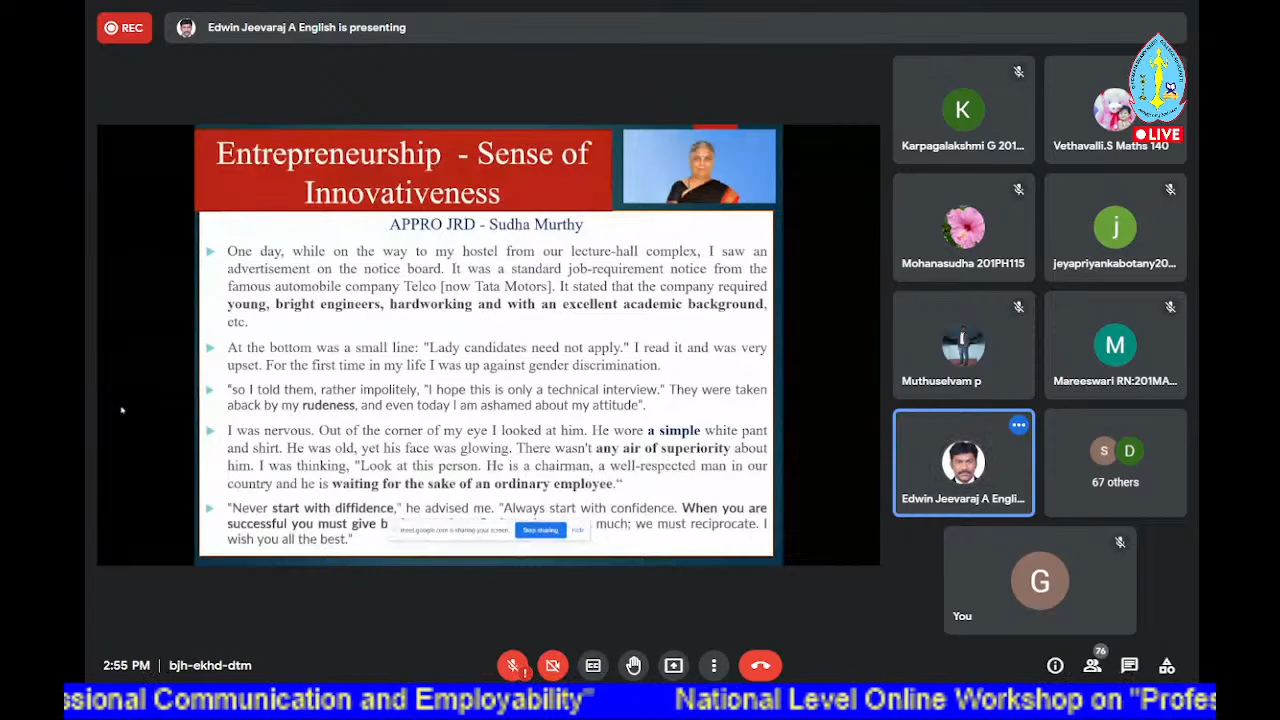 REC
Edwin Jeevaraj A English is presenting
LIVE
Entrepreneurship - Sense of
Innovativeness
APPRO JRD - Sudha Murthy
One day, while on the way to my hostel from our lecture-hall complex, I saw an
advertisement on the notice board. It was a standard job-requirement notice from the
famous automobile company Telco [now Tata Motors]. It stated that the company required
young, bright engineers, hardworking and with an excellent academic background,
etc.
At the bottom was a small line: "Lady candidates need not apply." I read it and was very
upset. For the first time in my life I was up against gender discrimination.
"so I told them, rather impolitely, "I hope this is only a technical interview." They were taken
aback by my rudeness, and even today I am ashamed about my attitude".
I was nervous. Out of the corner of my eye I looked at him. He wore a simple white pant
and shirt. He was old, yet his face was glowing. There wasn't any air of superiority about
him. I was thinking, "Look at this person. He is a chairman, a well-respected man in our
country and he is waiting for the sake of an ordinary employee."
"Never start with diffidence," he advised me. "Always start with confidence. When you are
successful you must give b much; we must reciprocate. I
wish you all the best."
meet.google.com is sharing your screen.
Stop sharing
Hide
K
Karpagalakshmi G 201...
Vethavalli.S Maths 140
Mohanasudha 201PH115
j
jeyapriyankabotany20...
Muthuselvam p
M
Mareeswari RN:201MA...
Edwin Jeevaraj A Engli...
S D
67 others
G
You
2:55 PM | bjh-ekhd-dtm
76
ssional Communication and Employability" National Level Online Workshop on "Profes